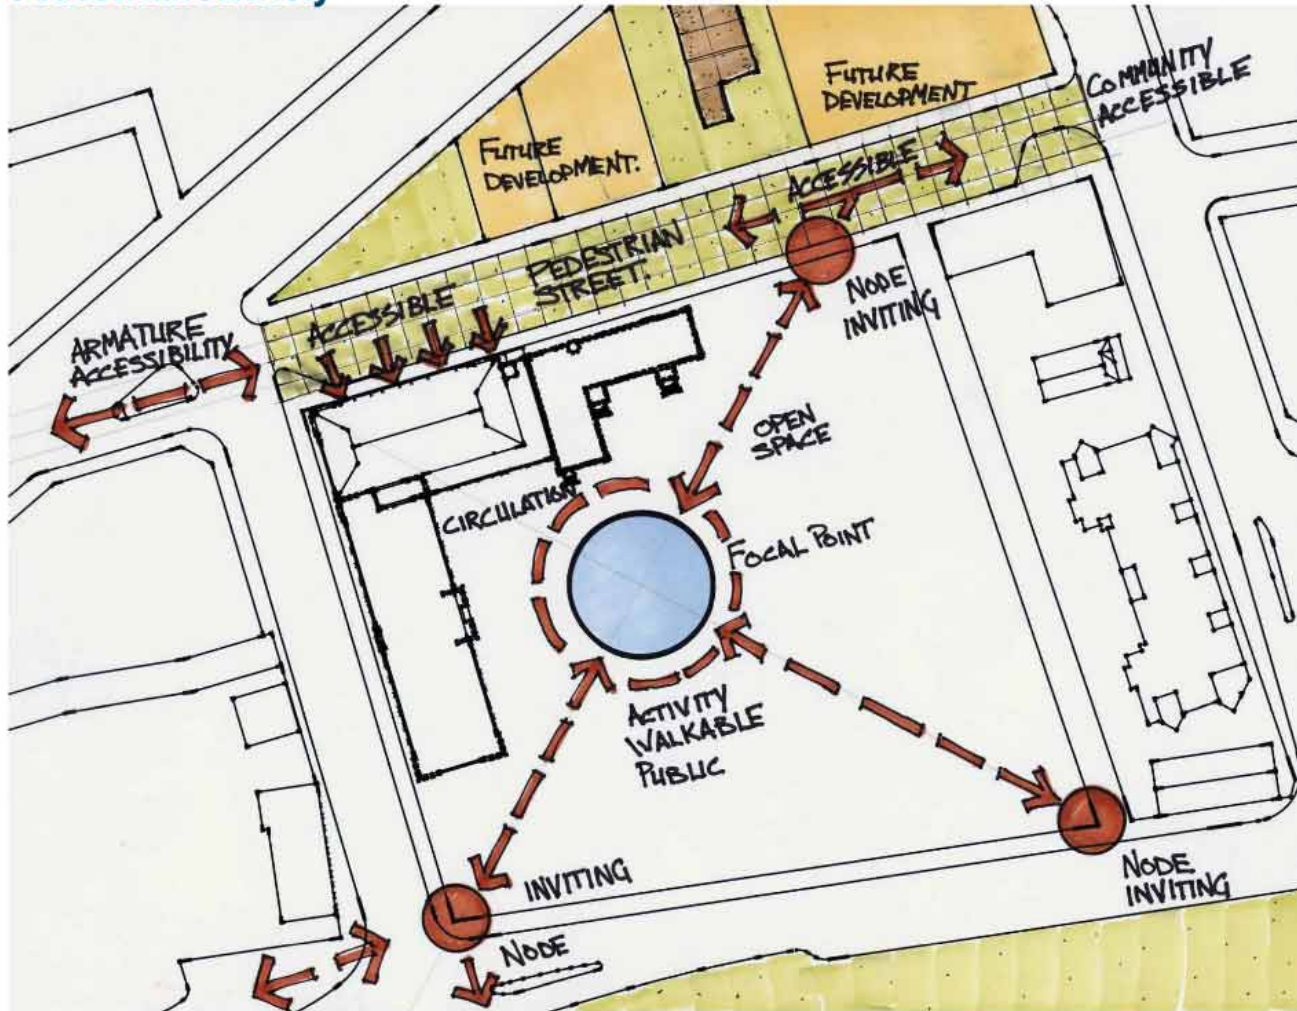 FUTURE
DEVELOPMENT
COMMUNITY
ACCESSIBLE
FUTURE
DEVELOPMENT.
ACCESSIBLE
PEDESTRIAN
STREET.
ACCESSIBLE
ARMATURE
ACCESSIBILITY
NODE
INVITING
OPEN
SPACE
CIRCULATION
FOCAL POINT
ACTIVITY
WALKABLE
PUBLIC
INVITING
NODE
NODE
INVITING